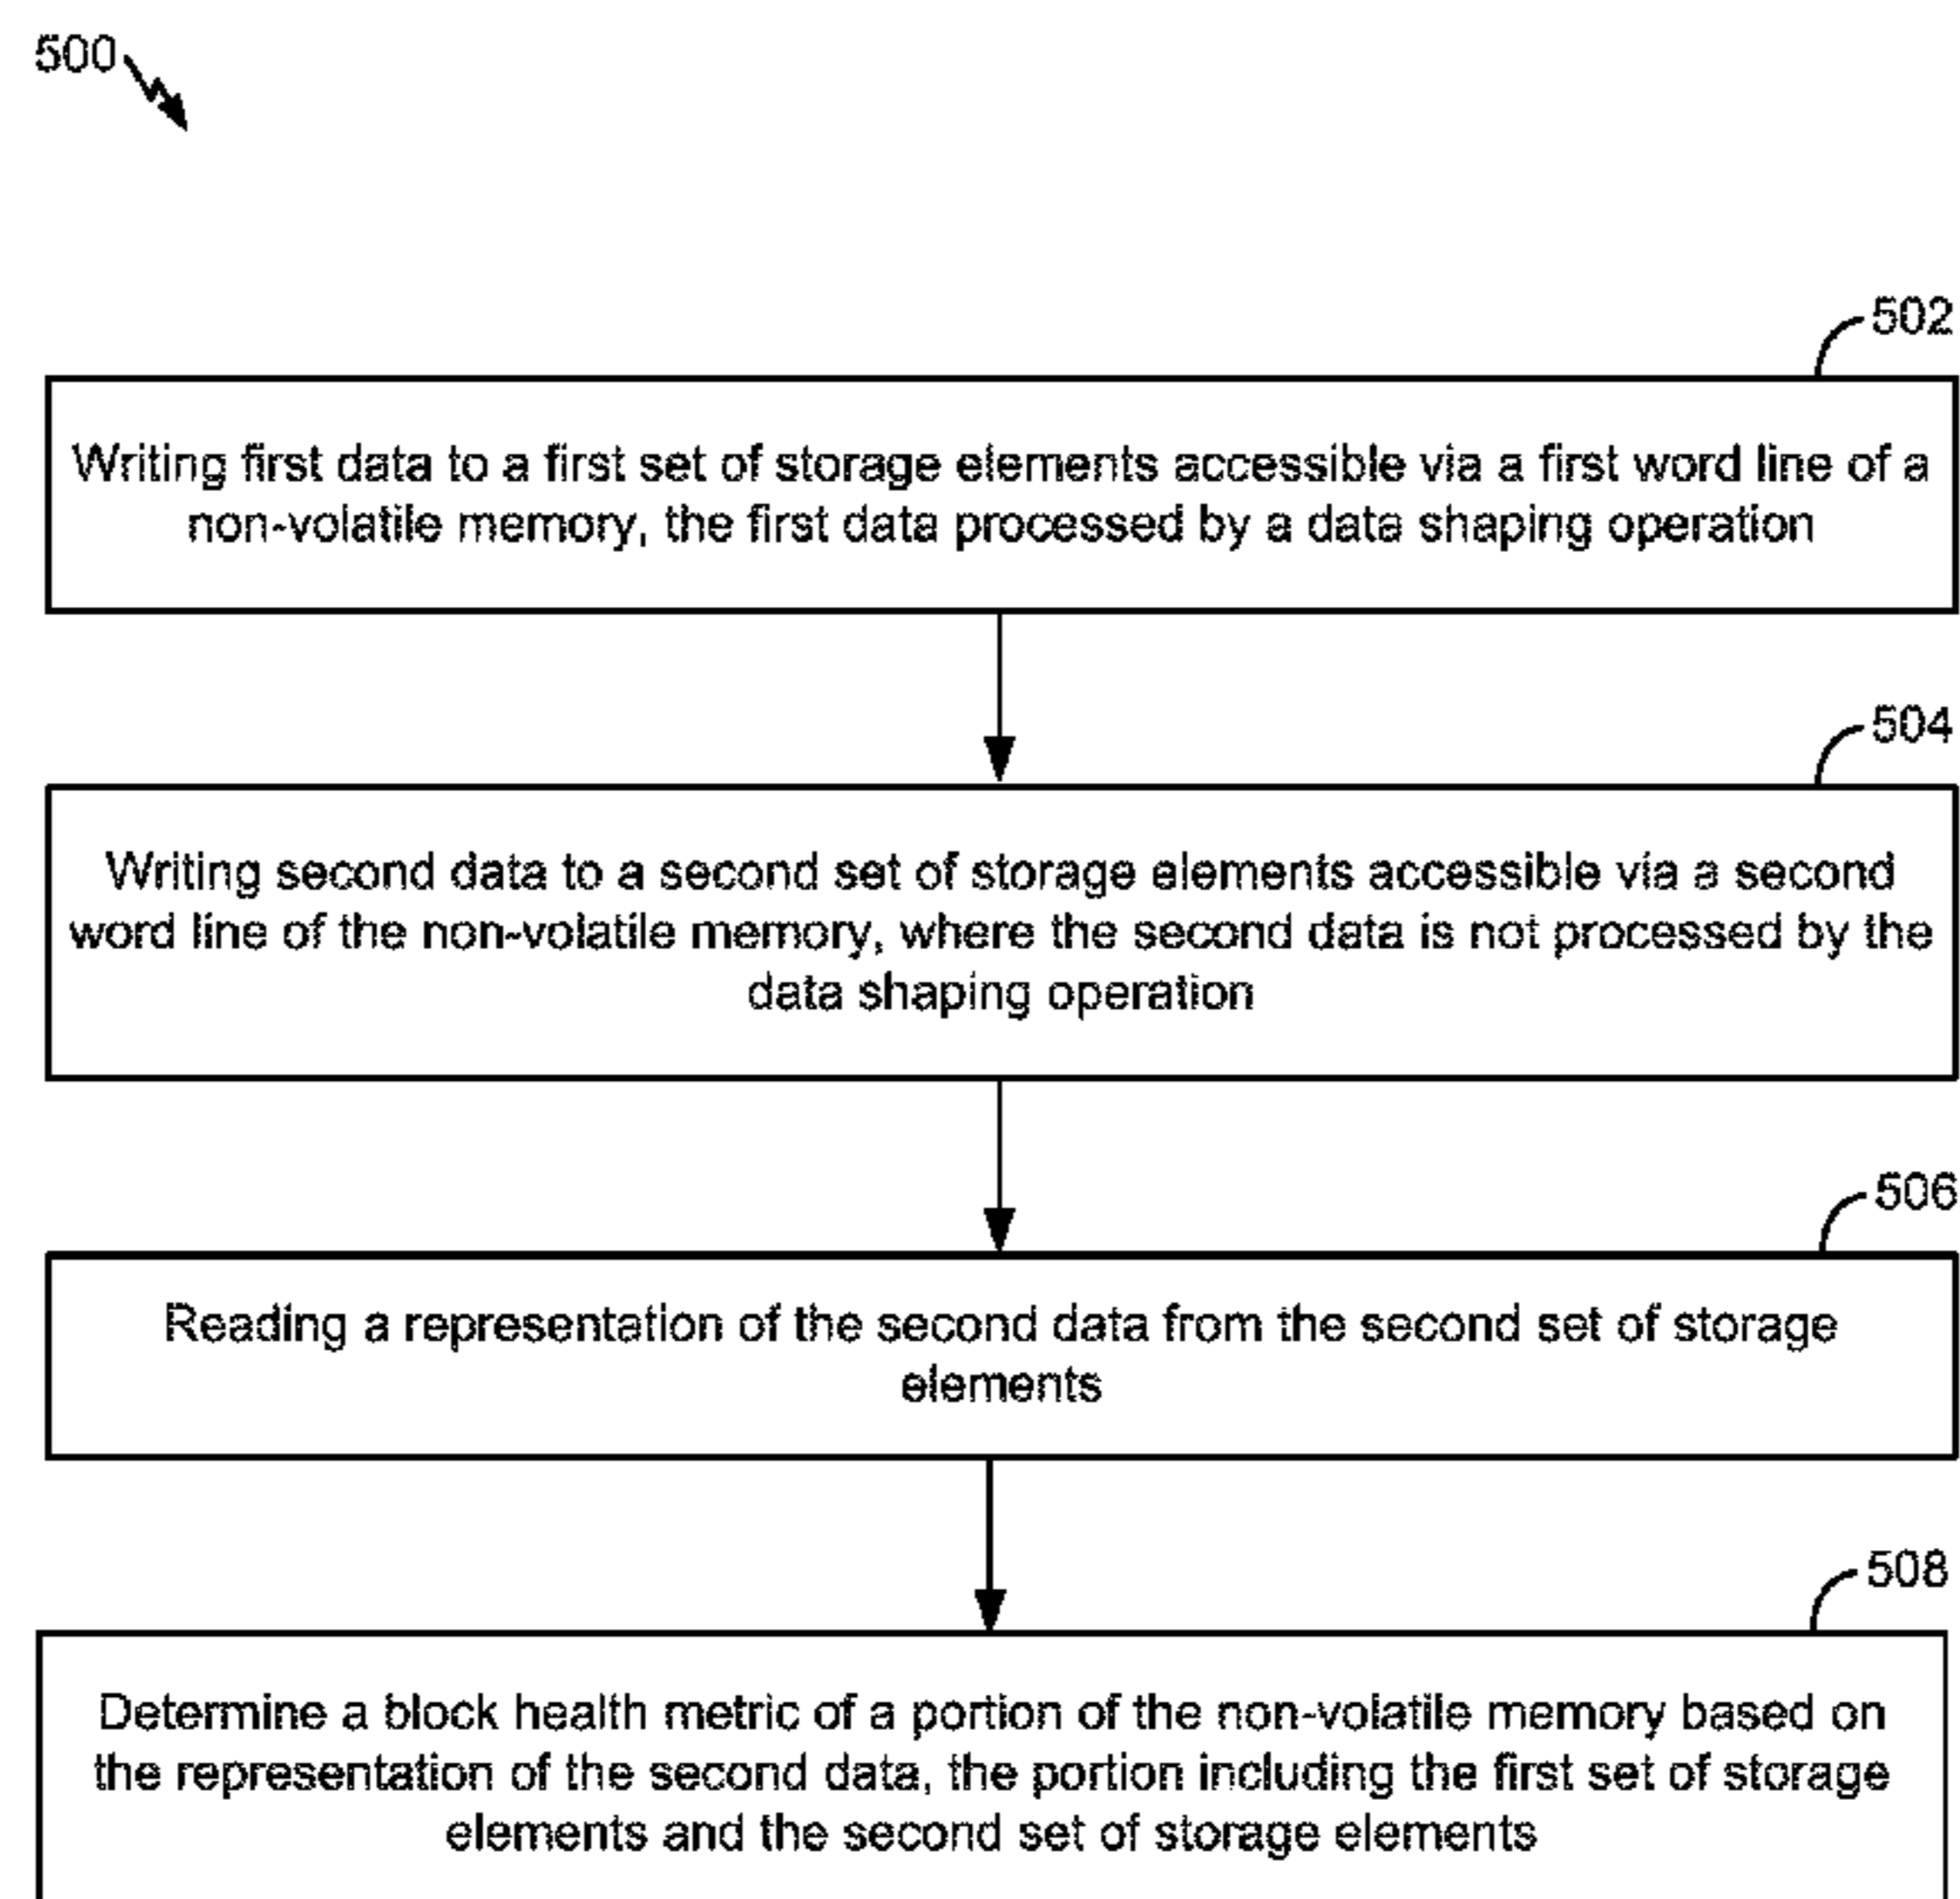 500
502
Writing first data to a first set of storage elements accessible via a first word line of a
non-volatile memory, the first data processed by a data shaping operation
504
Writing second data to a second set of storage elements accessible via a second
word line of the non-volatile memory, where the second data is not processed by the
data shaping operation
506
Reading a representation of the second data from the second set of storage
elements
508
Determine a block health metric of a portion of the non-volatile memory based on
the representation of the second data, the portion including the first set of storage
elements and the second set of storage elements